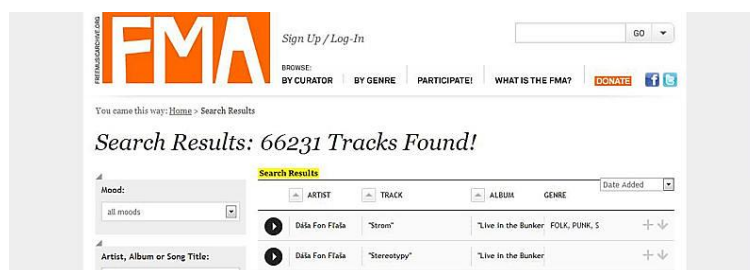 FREEMUSICARCHIVE.ORG
FMA
Sign Up / Log-In
GO
BROWSE:
BY CURATOR BY GENRE PARTICIPATE! WHAT IS THE FMA? DONATE
You came this way: Home > Search Results
Search Results: 66231 Tracks Found!
Search Results
Date Added
Mood:
all moods
ARTIST TRACK ALBUM GENRE
Dáša Fon Fľaša "Strom" "Live in the Bunker FOLK, PUNK, S
Artist, Album or Song Title:
Dáša Fon Fľaša "Stereotypy" "Live in the Bunker